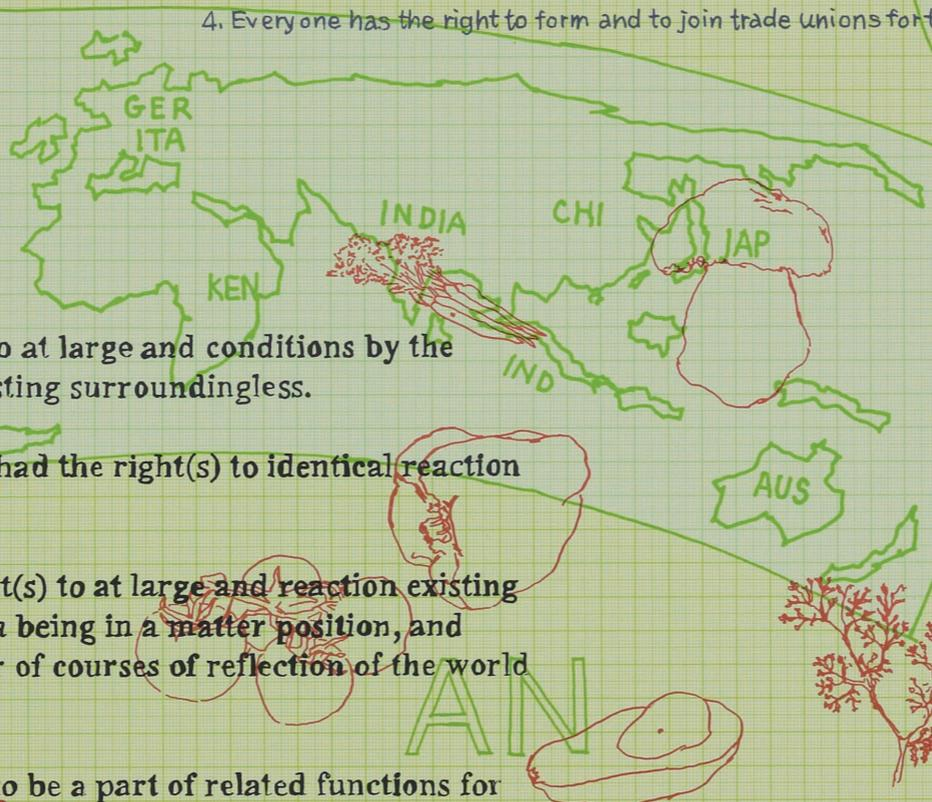 4. Everyone has the right to form and to join trade unions for
GER
ITA
INDIA
CHI
JAP
KEN
at large and conditions by the
surroundingless.
IND
had the right(s) to identical reaction
AUS
to at large and reaction existing
being in a matter position, and
of courses of reflection of the world
AN
be a part of related functions for